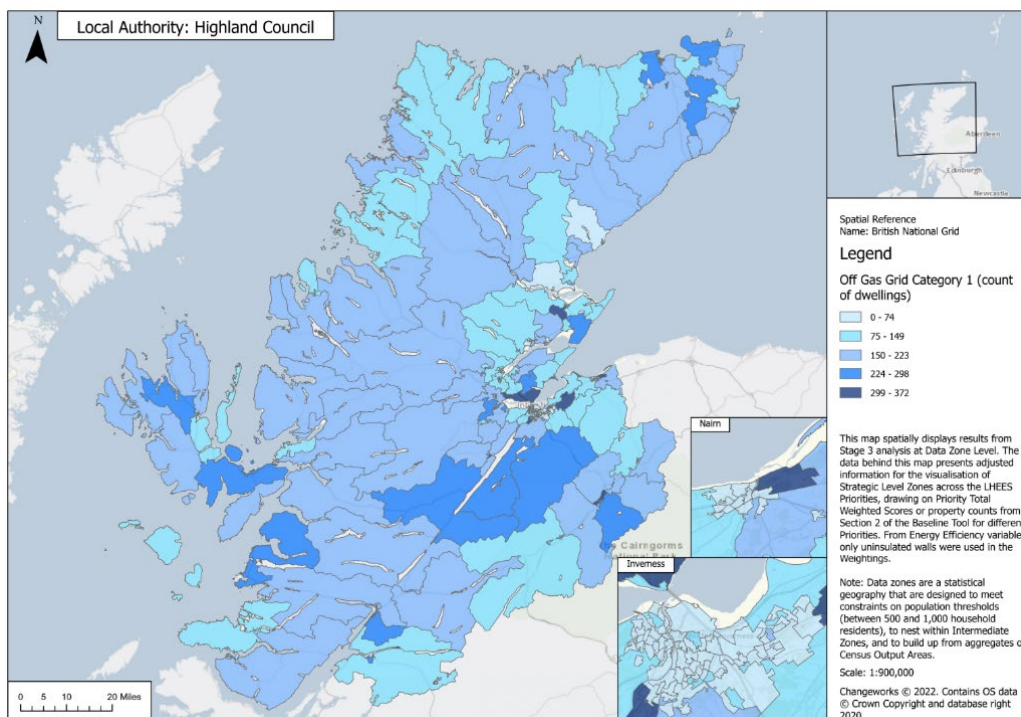 Local Authority: Highland Council
N
Aberdeen
Edinburgh
Newcastle
Spatial Reference
Name: British National Grid
Legend
Off Gas Grid Category 1 (count
of dwellings)
0 - 74
75 - 149
150 - 223
224 - 298
299 - 372
Nairn
Cairngorms
National Park
Inverness
This map spatially displays results from
Stage 3 analysis at Data Zone Level. The
data behind this map presents adjusted
information for the visualisation of
Strategic Level Zones across the LHEES
Priorities, drawing on Priority Total
Weighted Scores or property counts from
Section 2 of the Baseline Tool for different
Priorities. From Energy Efficiency variable
only uninsulated walls were used in the
Weightings.
Note: Data zones are a statistical
geography that are designed to meet
constraints on population thresholds
(between 500 and 1,000 household
residents), to nest within Intermediate
Zones, and to build up from aggregates o
Census Output Areas.
Scale: 1:900,000
Changeworks © 2022. Contains OS data
© Crown Copyright and database right
2020
0 5 10 20 Miles